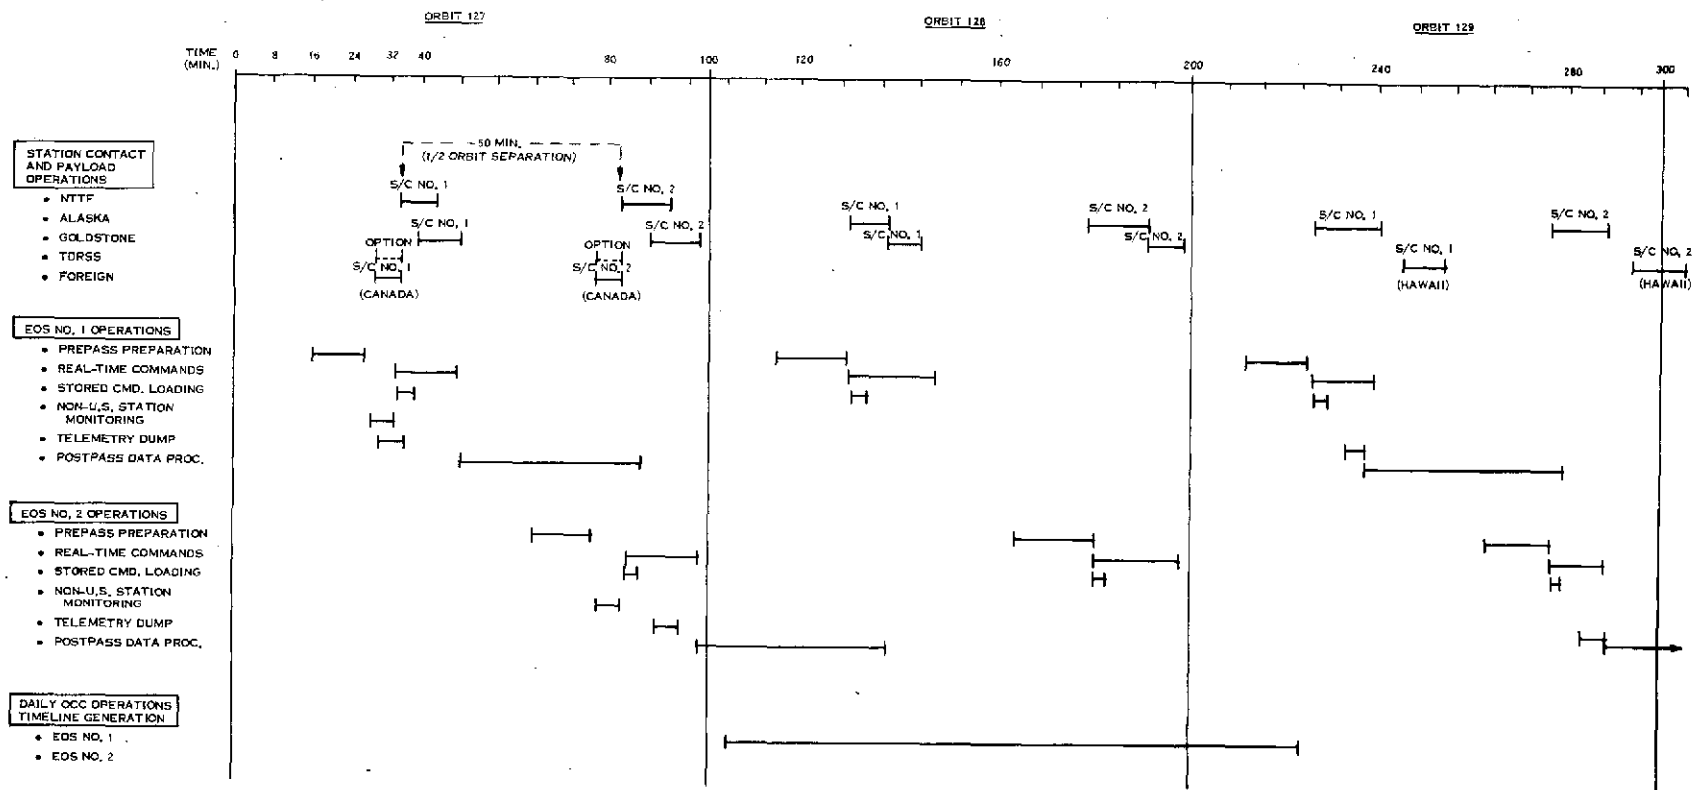 ORBIT 127
ORBIT 128
ORBIT 129
TIME (MIN.)
0 8 16 24 32 40 80 100 120 160 200 240 280 300
STATION CONTACT
AND PAYLOAD
OPERATIONS
• NTTF
• ALASKA
• GOLDSTONE
• TDRSS
• FOREIGN
50 MIN.
(1/2 ORBIT SEPARATION)
S/C NO. 1
S/C NO. 2
S/C NO. 1
S/C NO. 2
OPTION
S/C NO. 1
(CANADA)
OPTION
S/C NO. 2
(CANADA)
S/C NO. 1
S/C NO. 1
S/C NO. 2
S/C NO. 2
S/C NO. 1
S/C NO. 1
(HAWAII)
S/C NO. 2
S/C NO. 2
(HAWAII)
EOS NO. 1 OPERATIONS
• PREPASS PREPARATION
• REAL-TIME COMMANDS
• STORED CMD. LOADING
• NON-U.S. STATION
MONITORING
• TELEMETRY DUMP
• POSTPASS DATA PROC.
EOS NO. 2 OPERATIONS
• PREPASS PREPARATION
• REAL-TIME COMMANDS
• STORED CMD. LOADING
• NON-U.S. STATION
MONITORING
• TELEMETRY DUMP
• POSTPASS DATA PROC.
DAILY OCC OPERATIONS
TIMELINE GENERATION
• EOS NO. 1
• EOS NO. 2